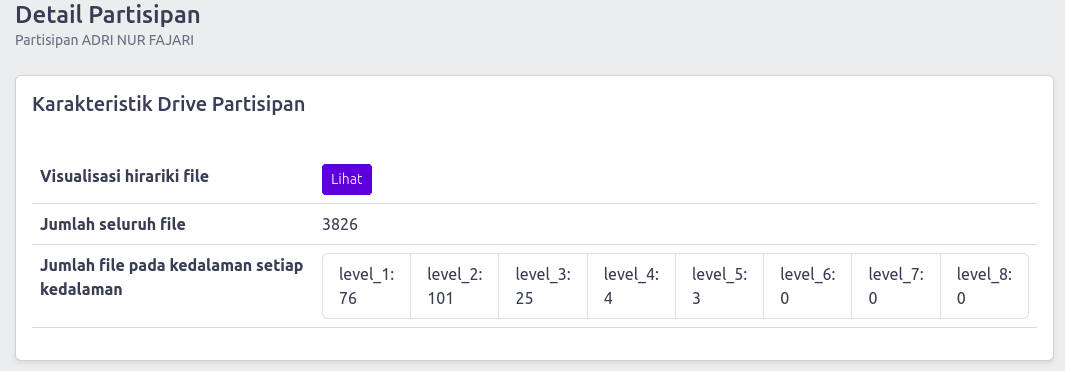 Detail Partisipan
Partisipan ADRI NUR FAJARI
Karakteristik Drive Partisipan
Visualisasi hirariki file
Lihat
Jumlah seluruh file
3826
Jumlah file pada kedalaman setiap
kedalaman
level_1:
76
level_2:
101
level_3:
25
level_4:
4
level_5:
3
level_6:
0
level_7:
0
level_8:
0